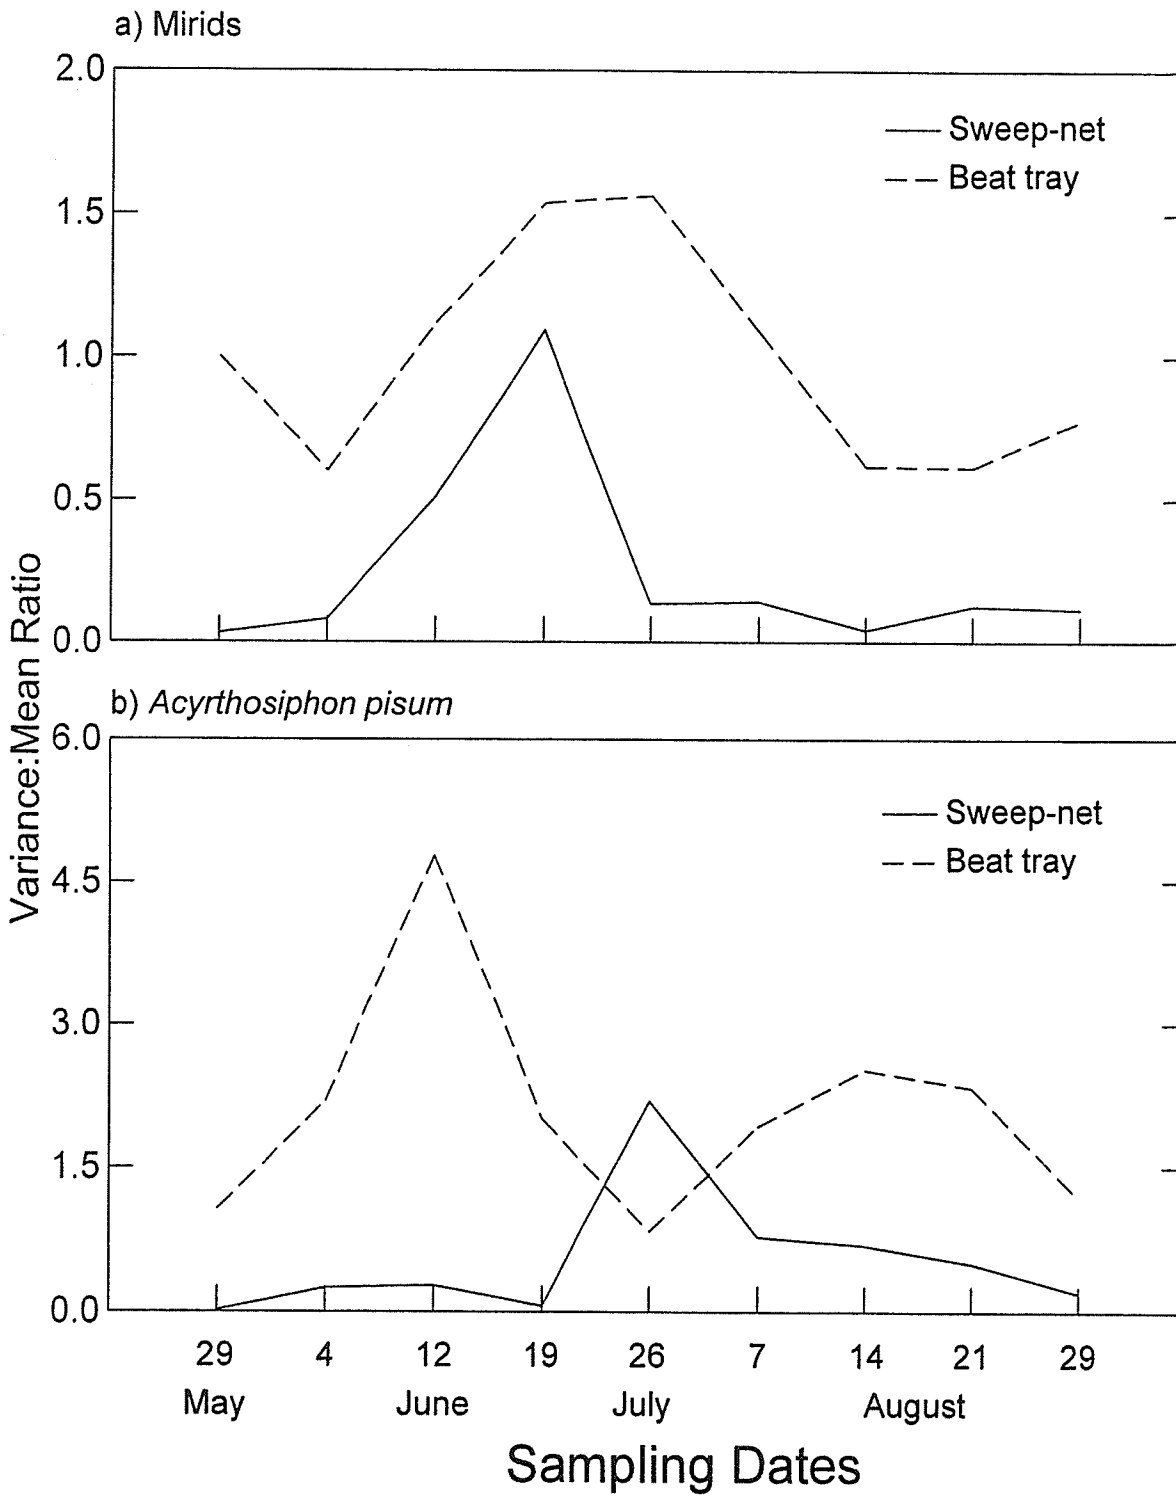 a) Mirids
2.0
1.5
1.0
0.5
0.0
Sweep-net
Beat tray
Variance:Mean Ratio
b) Acyrthosiphon pisum
6.0
4.5
3.0
1.5
0.0
Sweep-net
Beat tray
29 4 12 19 26 7 14 21 29
May June July August
Sampling Dates